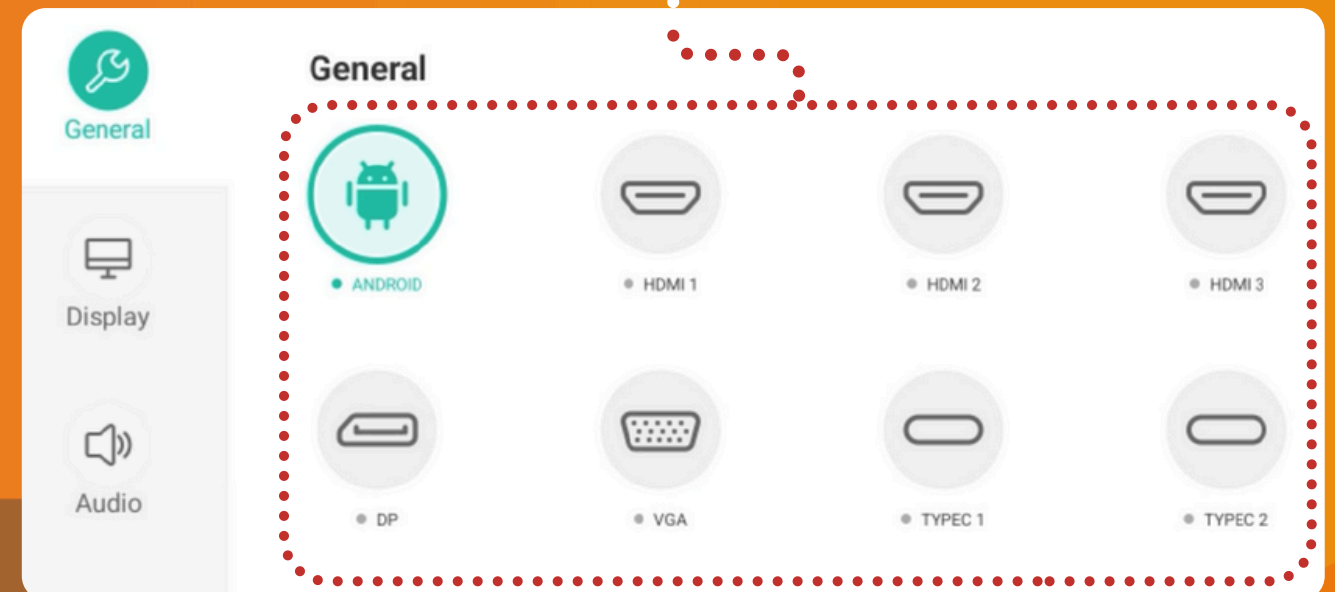 General
General
ANDROID
HDMI 1
HDMI 2
HDMI 3
Display
Audio
DP
VGA
TYPEC 1
TYPEC 2